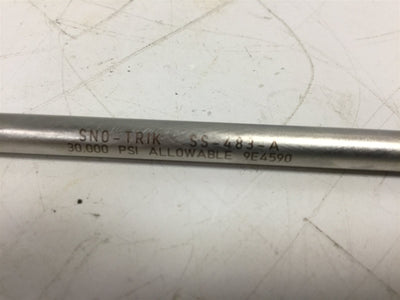 SNO-TRIK SS-483-A
30,000 PSI ALLOWABLE 9E4590